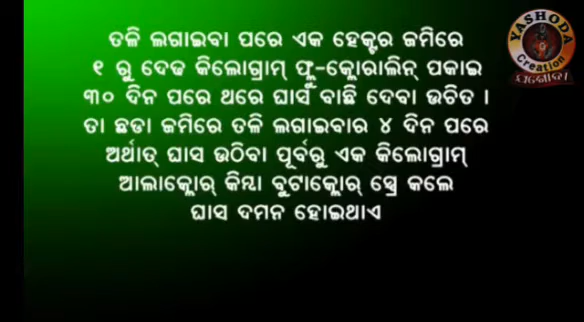 ତଳି ଲଗାଇବା ପରେ ଏକ ହେକ୍ଟର ଜମିରେ
୧ ରୁ ଦେଢ କିଲୋଗ୍ରାମ୍ ଫ୍ଲୁ-କ୍ଲୋରାଲିନ୍ ପକାଇ
୩୦ ଦିନ ପରେ ଥରେ ଘାସ ବାଛି ଦେବା ଉଚିତ ।
ତା ଛଡା ଜମିରେ ତଳି ଲଗାଇବାର ୪ ଦିନ ପରେ
ଅର୍ଥାତ୍ ଘାସ ଉଠିବା ପୂର୍ବରୁ ଏକ କିଲୋଗ୍ରାମ୍
ଆଲାକ୍ଲୋର୍ କିମ୍ୱା ବୁଟାକ୍ଲୋର୍ ସ୍ପ୍ରେ କଲେ
ଘାସ ଦମନ ହୋଇଥାଏ
YASHODA
Creation
ଯଶୋଦା